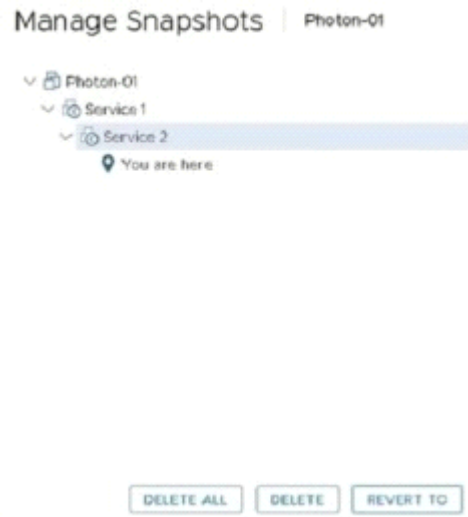 Manage Snapshots Photon-01
Photon-01
Service 1
Service 2
You are here
DELETE ALL DELETE REVERT TO